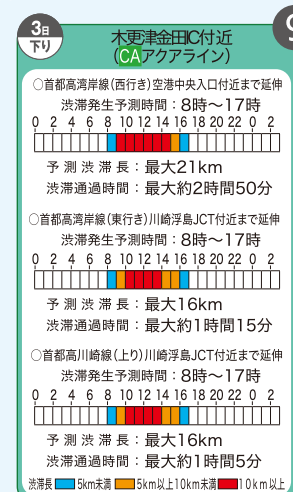 3日
下り
木更津金田IC付近
(CAアクアライン)
○首都高湾岸線(西行き)空港中央入口付近まで延伸
渋滞発生予測時間：8時～17時
0 2 4 6 8 10 12 14 16 18 20 22 0 2
予測渋滞長：最大21km
渋滞通過時間：最大約2時間50分
○首都高湾岸線(東行き)川崎浮島JCT付近まで延伸
渋滞発生予測時間：8時～17時
0 2 4 6 8 10 12 14 16 18 20 22 0 2
予測渋滞長：最大16km
渋滞通過時間：最大約1時間15分
○首都高川崎線(上り)川崎浮島JCT付近まで延伸
渋滞発生予測時間：8時～17時
0 2 4 6 8 10 12 14 16 18 20 22 0 2
予測渋滞長：最大16km
渋滞通過時間：最大約1時間5分
渋滞長 5km未満 5km以上10km未満 10km以上